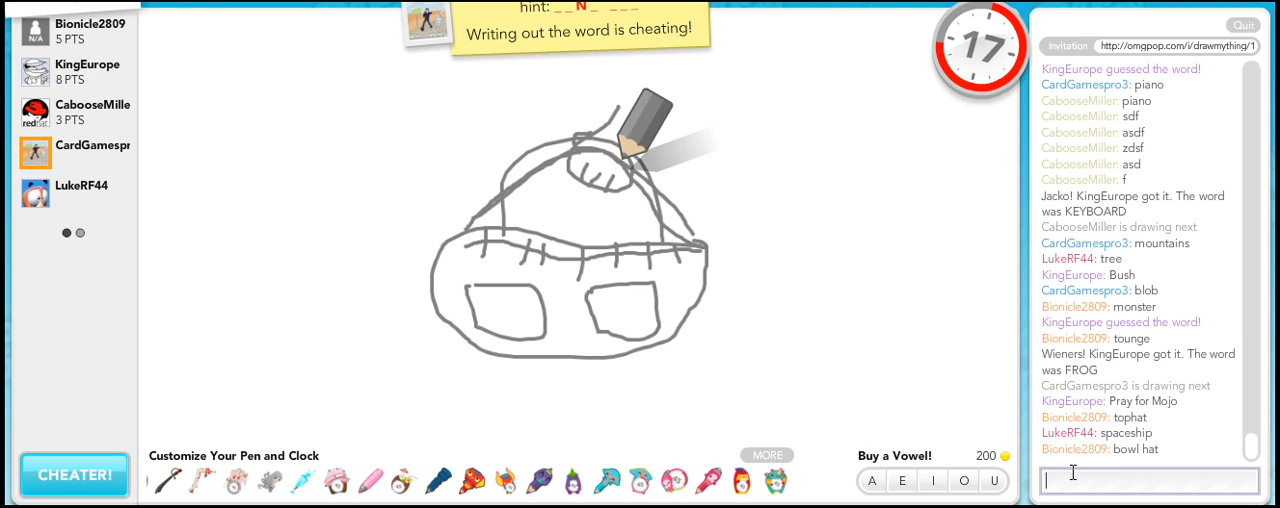 Bionicle2809
5 PTS
KingEurope
8 PTS
CabooseMille
3 PTS
CardGamespr
LukeRF44
CHEATER!
hint: _ _ N _ _ _ _
Writing out the word is cheating!
17
Customize Your Pen and Clock
MORE
Buy a Vowel! 200
A E I O U
Quit
Invitation http://omgpop.com/i/drawmything/1
KingEurope guessed the word!
CardGamespro3: piano
CabooseMiller: piano
CabooseMiller: sdf
CabooseMiller: asdf
CabooseMiller: zdsf
CabooseMiller: asd
CabooseMiller: f
Jacko! KingEurope got it. The word
was KEYBOARD
CabooseMiller is drawing next
CardGamespro3: mountains
LukeRF44: tree
KingEurope: Bush
CardGamespro3: blob
Bionicle2809: monster
KingEurope guessed the word!
Bionicle2809: tounge
Wieners! KingEurope got it. The word
was FROG
CardGamespro3 is drawing next
KingEurope: Pray for Mojo
Bionicle2809: tophat
LukeRF44: spaceship
Bionicle2809: bowl hat